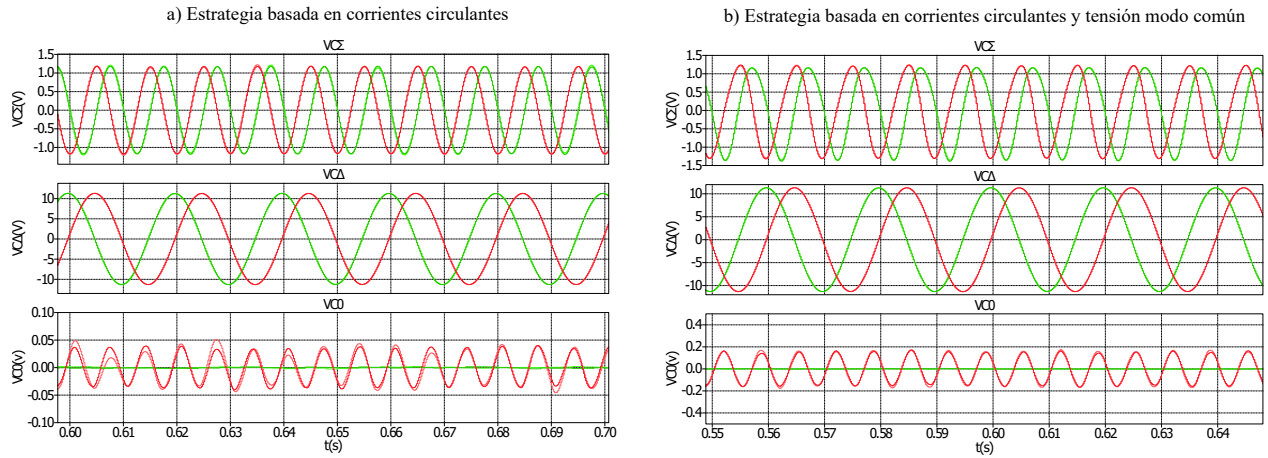 a) Estrategia basada en corrientes circulantes
VCΣ
VCΣ(V)
1.5
1.0
0.5
0.0
-0.5
-1.0
VCΔ
VCΔ(V)
10
5
0
-5
-10
VC0
VC0(v)
0.10
0.05
0.00
-0.05
-0.10
0.60 0.61 0.62 0.63 0.64 0.65 0.66 0.67 0.68 0.69 0.70
t(s)
b) Estrategia basada en corrientes circulantes y tensión modo común
VCΣ
VCΣ(V)
1.5
1.0
0.5
0.0
-0.5
-1.0
-1.5
VCΔ
VCΔ(V)
10
5
0
-5
-10
VC0
VC0(v)
0.4
0.2
0.0
-0.2
-0.4
0.55 0.56 0.57 0.58 0.59 0.60 0.61 0.62 0.63 0.64
t(s)